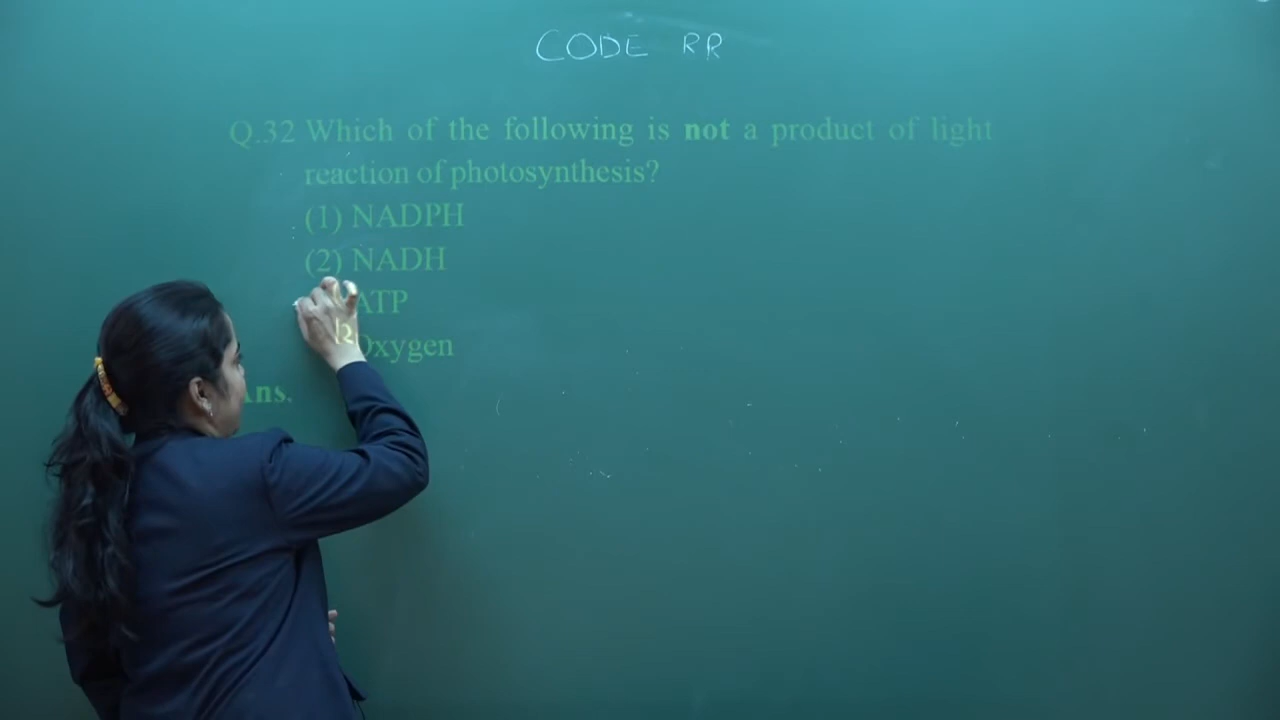 CODE RR
Q.32 Which of the following is not a product of light
reaction of photosynthesis?
(1) NADPH
(2) NADH
ATP
Oxygen
Ans.